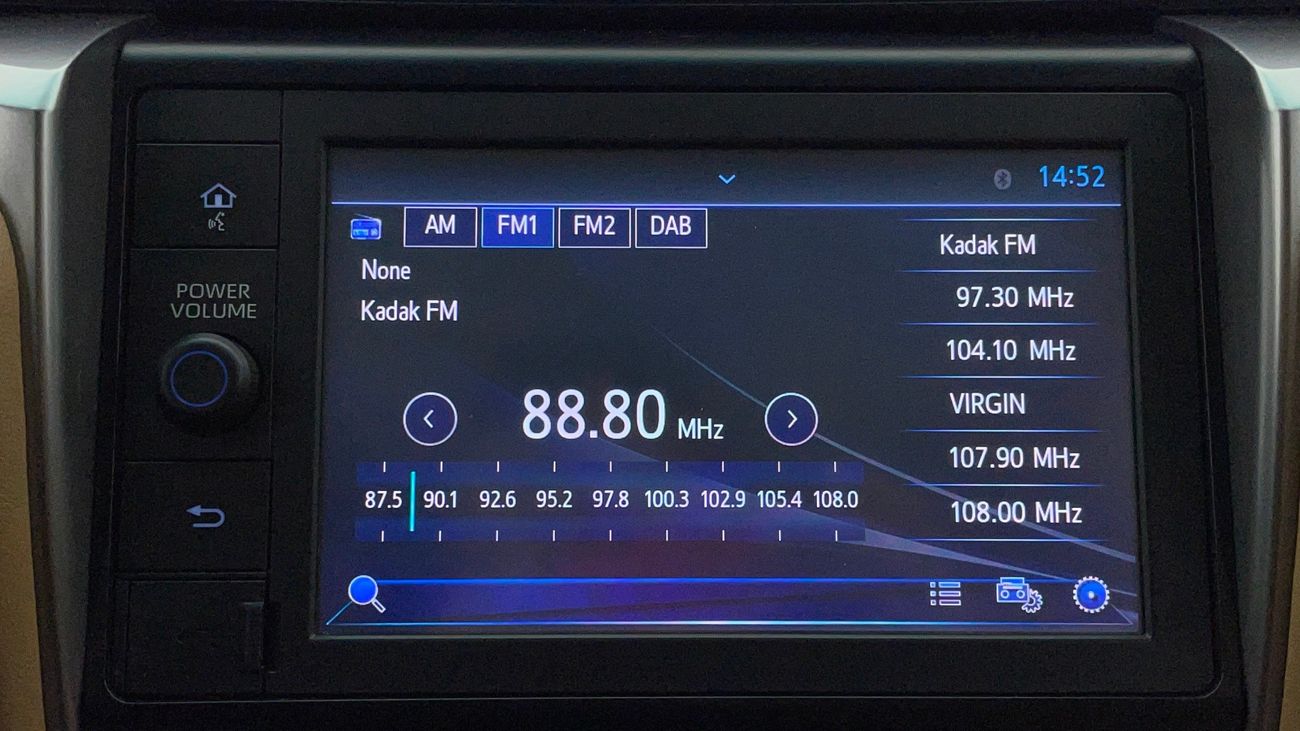 14:52
AM FM1 FM2 DAB
None
Kadak FM
88.80 MHz
87.5 90.1 92.6 95.2 97.8 100.3 102.9 105.4 108.0
Kadak FM
97.30 MHz
104.10 MHz
VIRGIN
107.90 MHz
108.00 MHz
POWER
VOLUME